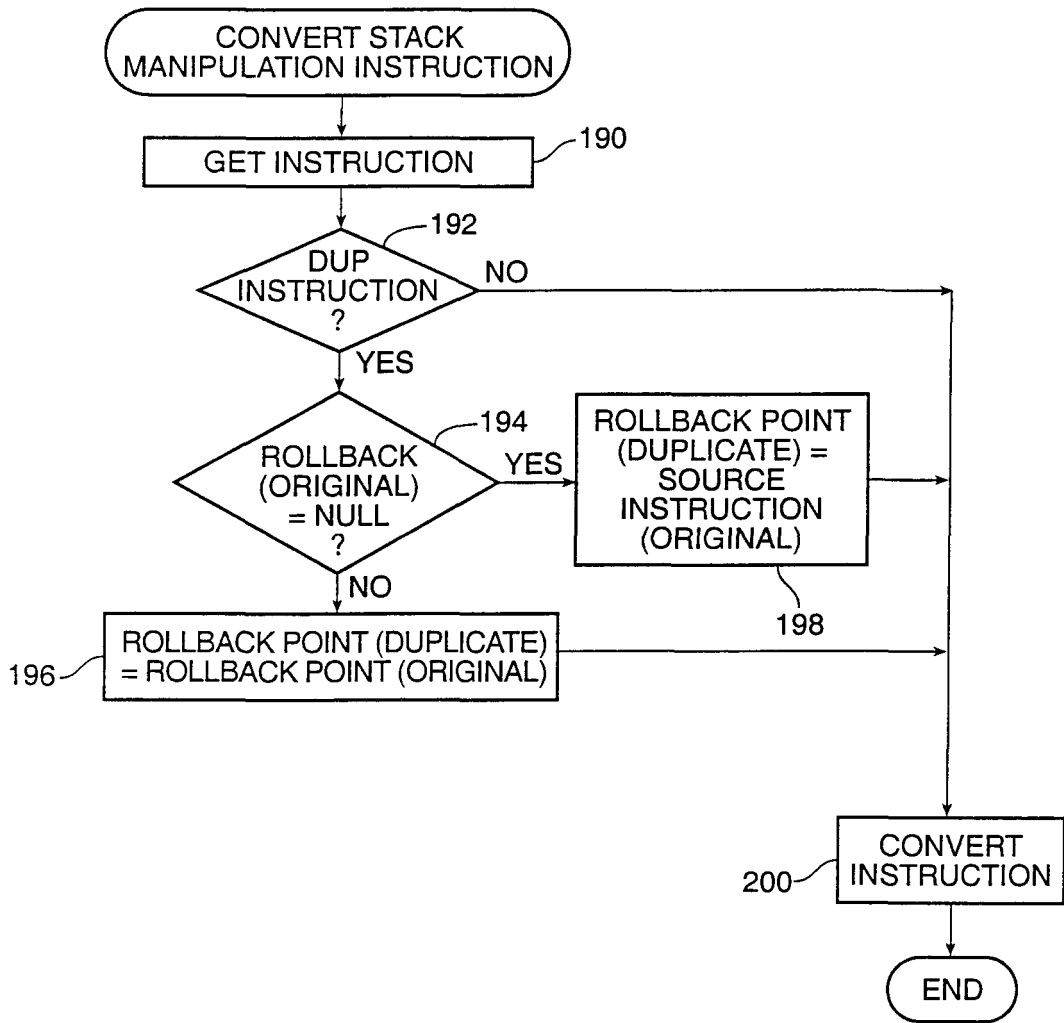 CONVERT STACK
MANIPULATION INSTRUCTION
GET INSTRUCTION
190
192
DUP
INSTRUCTION
?
NO
YES
194
ROLLBACK
(ORIGINAL)
= NULL
?
YES
ROLLBACK POINT
(DUPLICATE) =
SOURCE
INSTRUCTION
(ORIGINAL)
198
NO
ROLLBACK POINT (DUPLICATE)
= ROLLBACK POINT (ORIGINAL)
196
CONVERT
INSTRUCTION
200
END